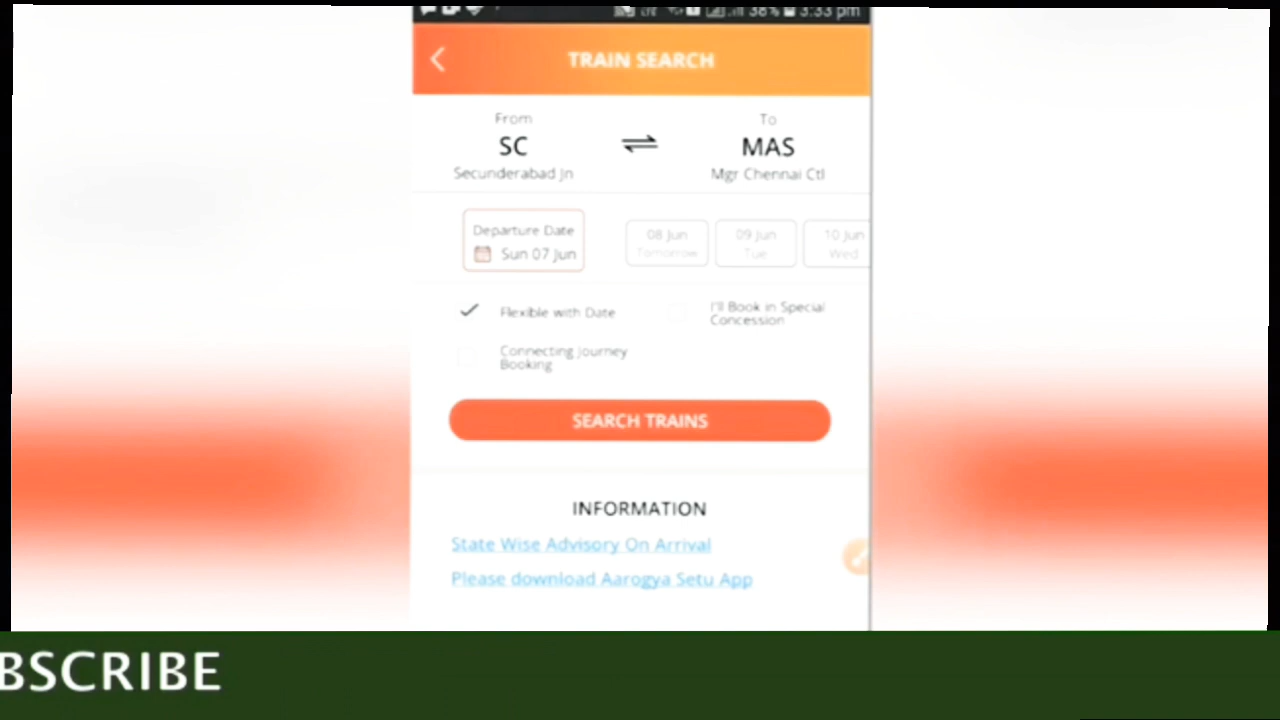 38% 3:33 pm
TRAIN SEARCH
From To
SC MAS
Secunderabad Jn Mgr Chennai Ctl
Departure Date
Sun 07 Jun
08 Jun 09 Jun 10 Jun
Tomorrow Tue Wed
Flexible with Date
I'll Book in Special
Concession
Connecting Journey
Booking
SEARCH TRAINS
INFORMATION
State Wise Advisory On Arrival
Please download Aarogya Setu App
BSCRIBE